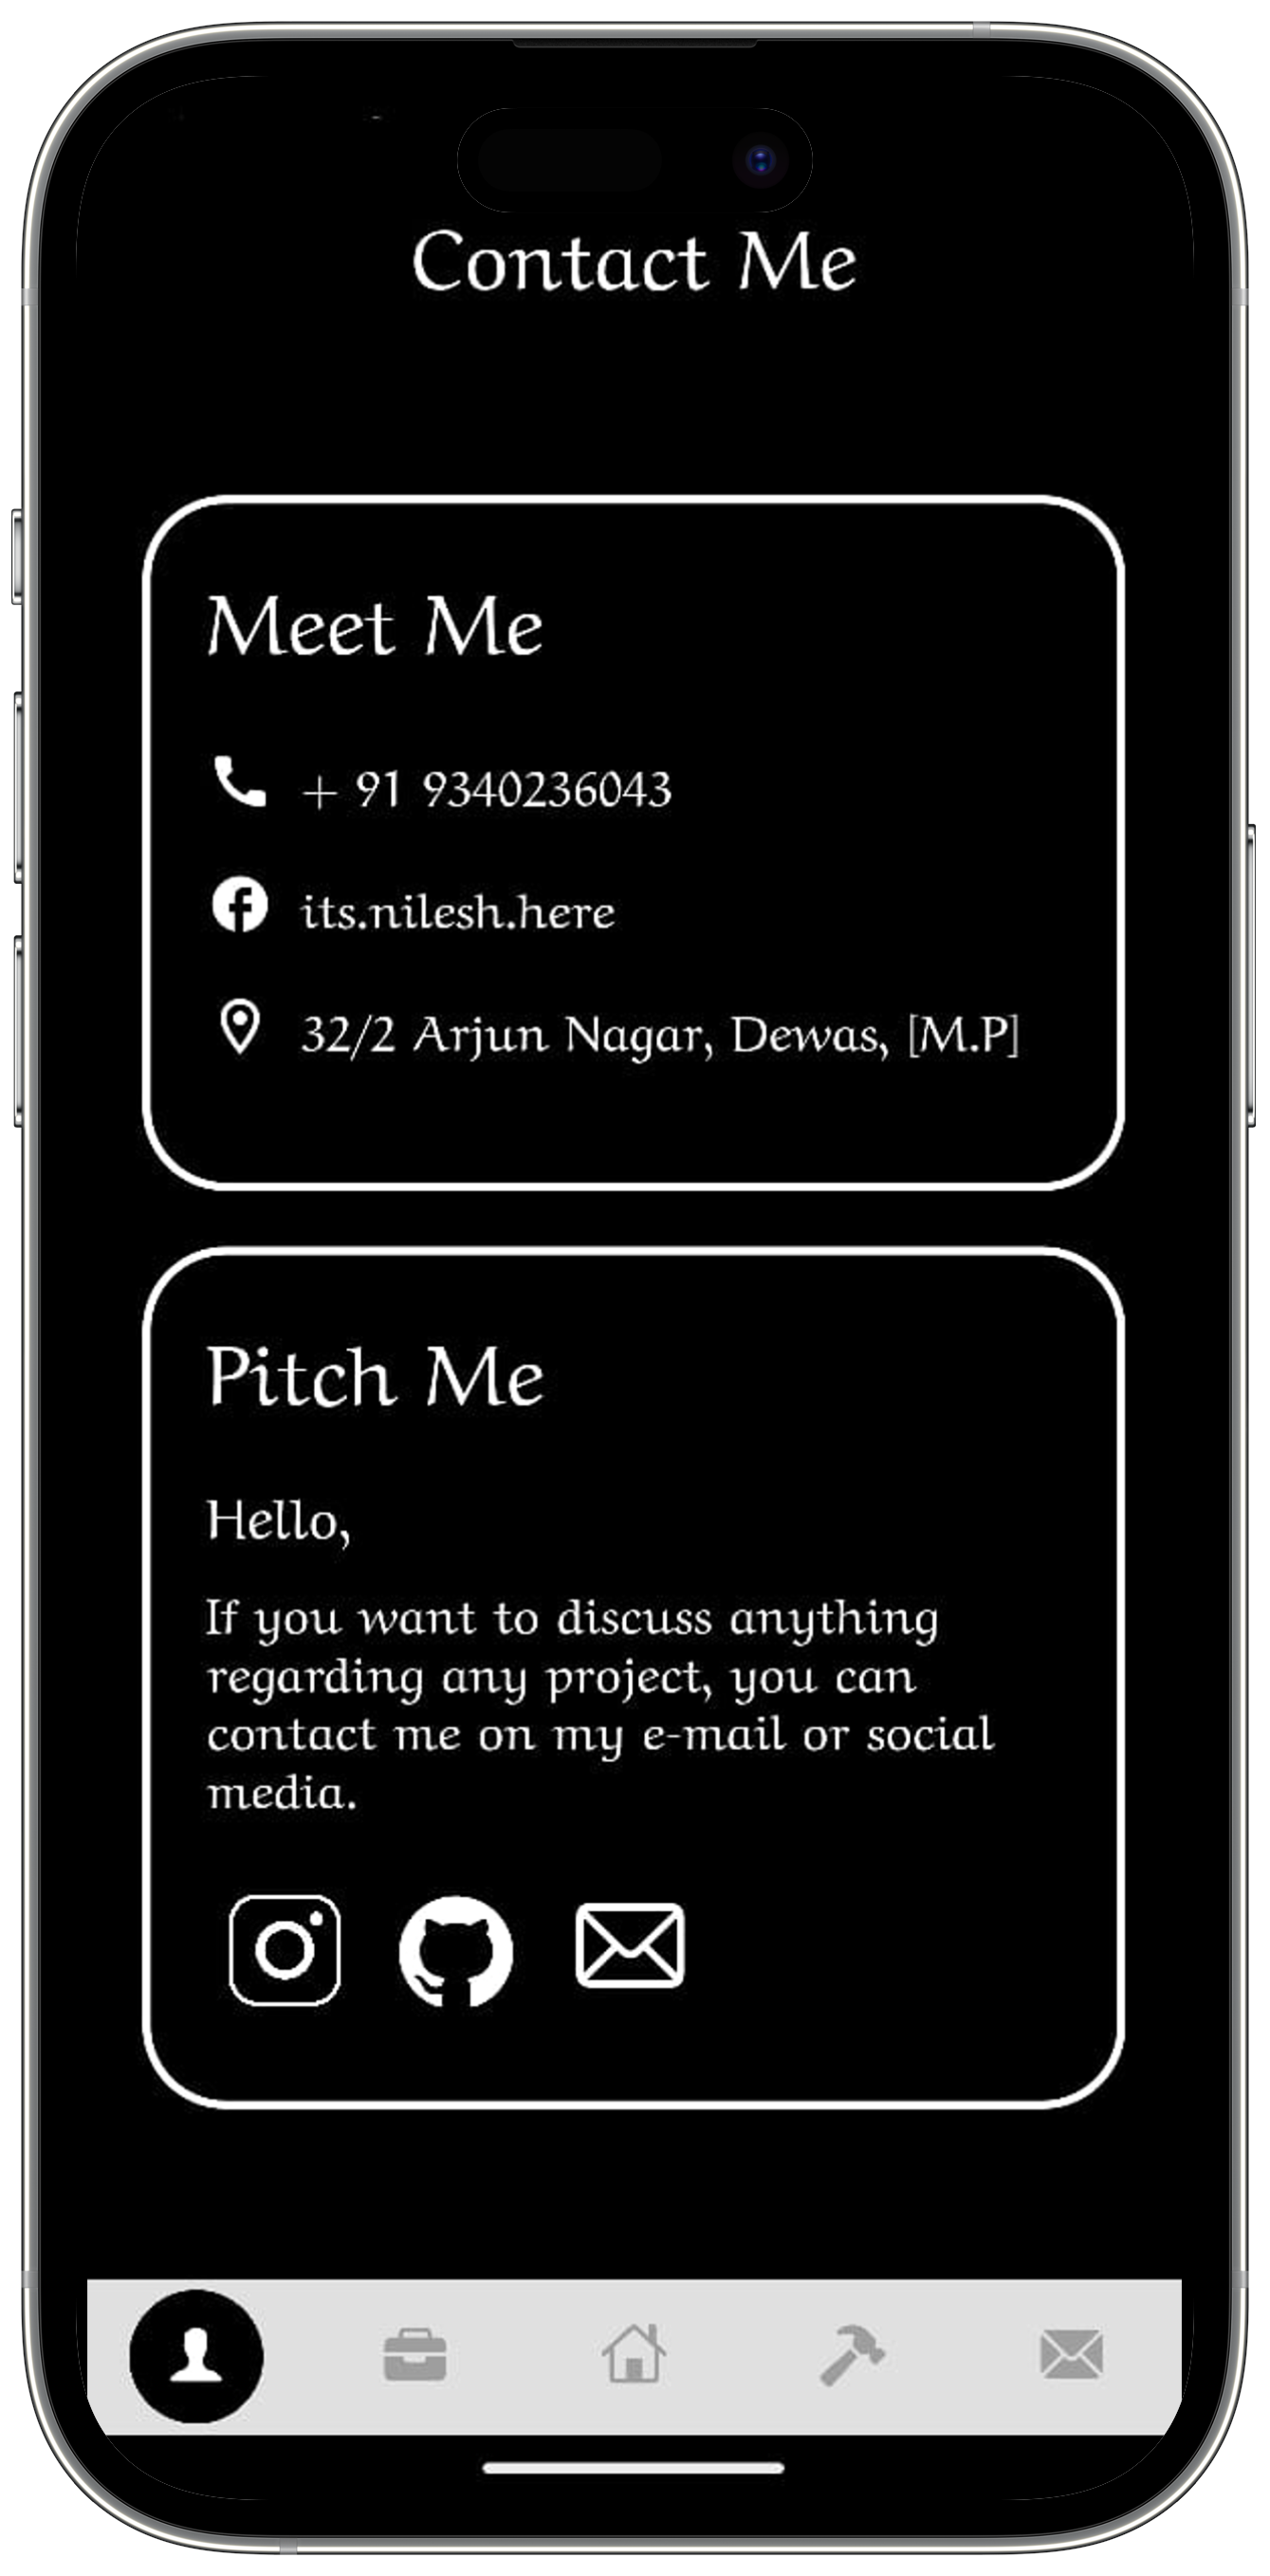 Contact Me
Meet Me
+ 91 9340236043
its.nilesh.here
32/2 Arjun Nagar, Dewas, [M.P]
Pitch Me
Hello,
If you want to discuss anything
regarding any project, you can
contact me on my e-mail or social
media.